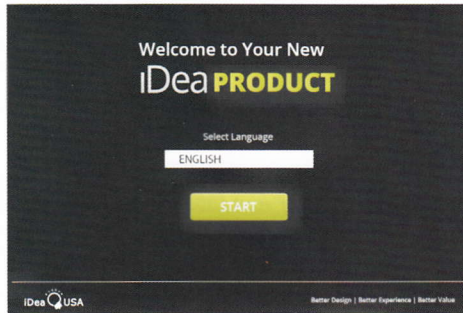 Welcome to Your New
iDea PRODUCT
Select Language
ENGLISH
START
iDea USA
Better Design | Better Experience | Better Value